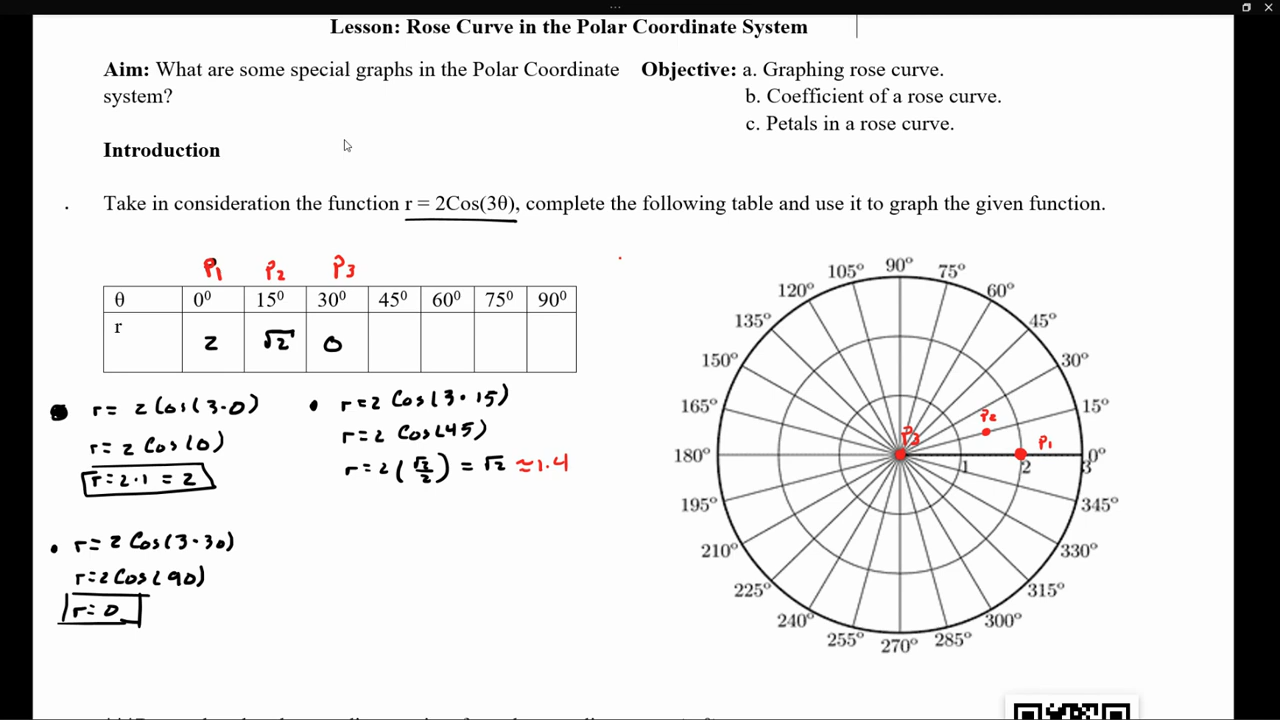 Lesson: Rose Curve in the Polar Coordinate System
Aim: What are some special graphs in the Polar Coordinate system?
Objective: a. Graphing rose curve.
b. Coefficient of a rose curve.
c. Petals in a rose curve.
Introduction
Take in consideration the function r = 2Cos(3θ), complete the following table and use it to graph the given function.
P1 P2 P3
θ 0⁰ 15⁰ 30⁰ 45⁰ 60⁰ 75⁰ 90⁰
r 2 √2 0
r = 2 Cos(3·0)
r = 2 Cos(0)
r = 2·1 = 2
r = 2 Cos(3·15)
r = 2 Cos(45)
r = 2(√2/2) = √2 ≈ 1.4
r = 2 Cos(3·30)
r = 2 Cos(90)
r = 0
90°
105° 75°
120° 60°
135° 45°
150° 30°
165° 15°
P2
P3 P1
180° 0°
1 2 3
195° 345°
210° 330°
225° 315°
240° 300°
255° 285°
270°